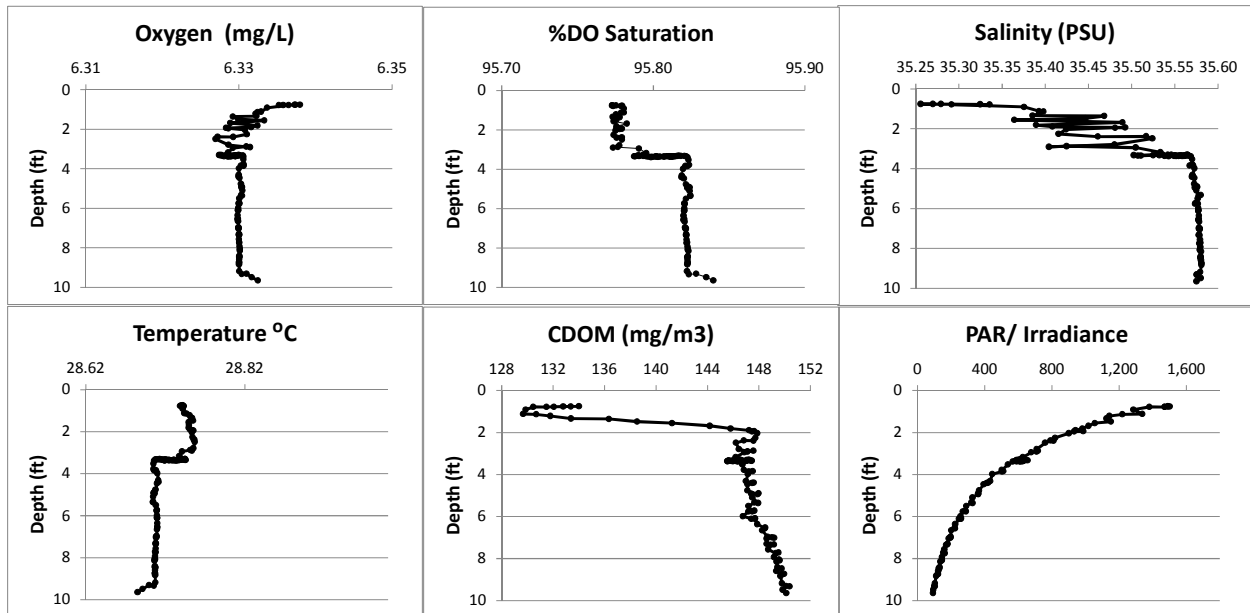 Oxygen (mg/L)
6.31 6.33 6.35
0
2
4
6
8
10
Depth (ft)
%DO Saturation
95.70 95.80 95.90
0
2
4
6
8
10
Depth (ft)
Salinity (PSU)
35.25 35.30 35.35 35.40 35.45 35.50 35.55 35.60
0
2
4
6
8
10
Depth (ft)
Temperature ⁰C
28.62 28.82
0
2
4
6
8
10
Depth (ft)
CDOM (mg/m3)
128 132 136 140 144 148 152
0
2
4
6
8
10
Depth (ft)
PAR/ Irradiance
0 400 800 1,200 1,600
0
2
4
6
8
10
Depth (ft)